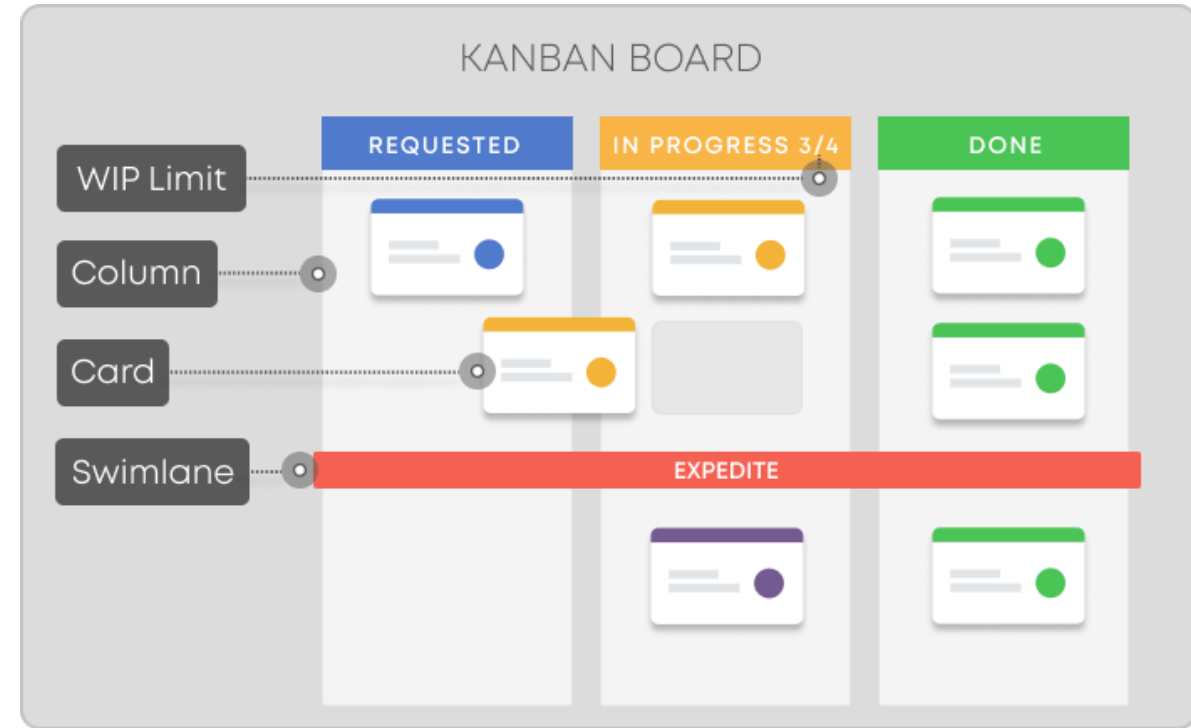 KANBAN BOARD
REQUESTED
IN PROGRESS 3/4
DONE
WIP Limit
Column
Card
Swimlane
EXPEDITE